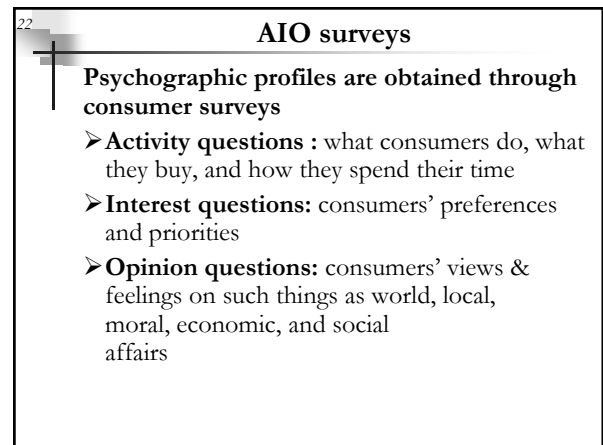 22
AIO surveys
Psychographic profiles are obtained through
consumer surveys
➢Activity questions : what consumers do, what
they buy, and how they spend their time
➢Interest questions: consumers’ preferences
and priorities
➢Opinion questions: consumers’ views &
feelings on such things as world, local,
moral, economic, and social
affairs